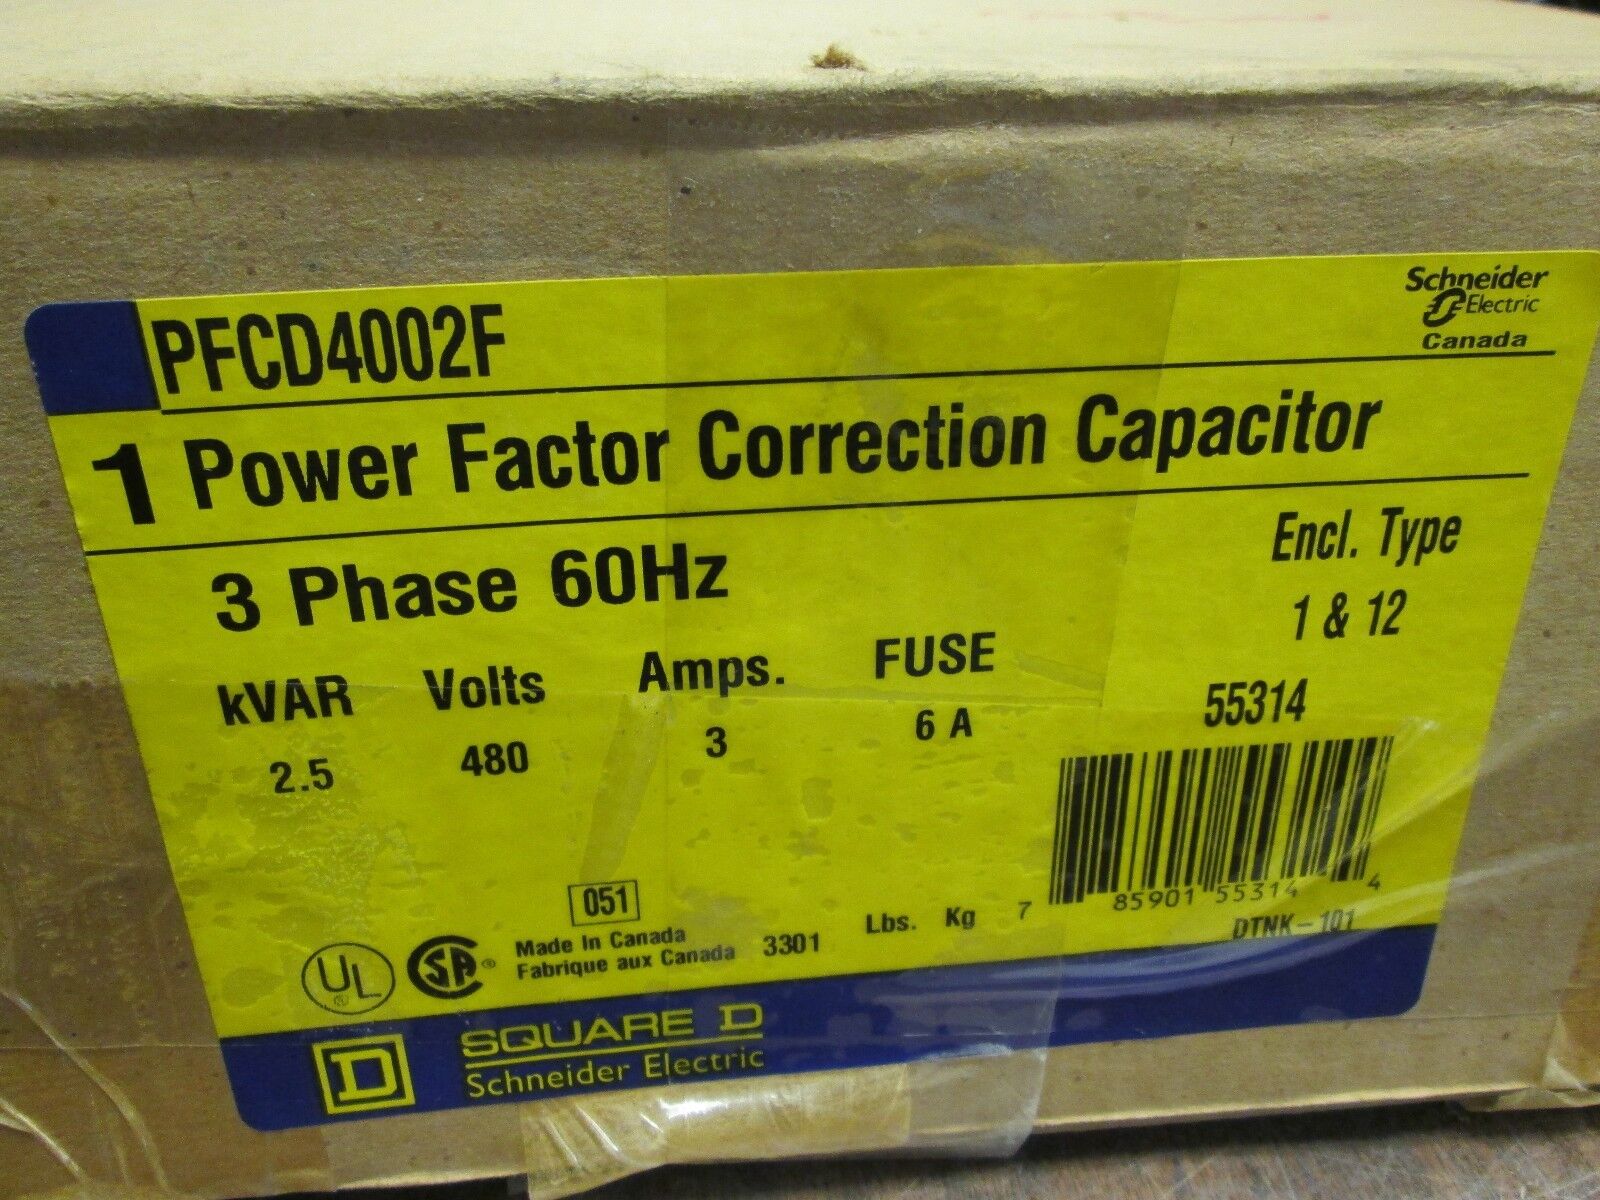 PFCD4002F
Schneider
Electric
Canada
1 Power Factor Correction Capacitor
3 Phase 60Hz
Encl. Type
1 & 12
kVAR Volts Amps. FUSE
2.5 480 3 6 A
55314
7 85901 55314 4
DTNK-101
051
Made In Canada
Fabrique aux Canada
3301
Lbs. Kg
UL
®
SA®
D
SQUARE D
Schneider Electric